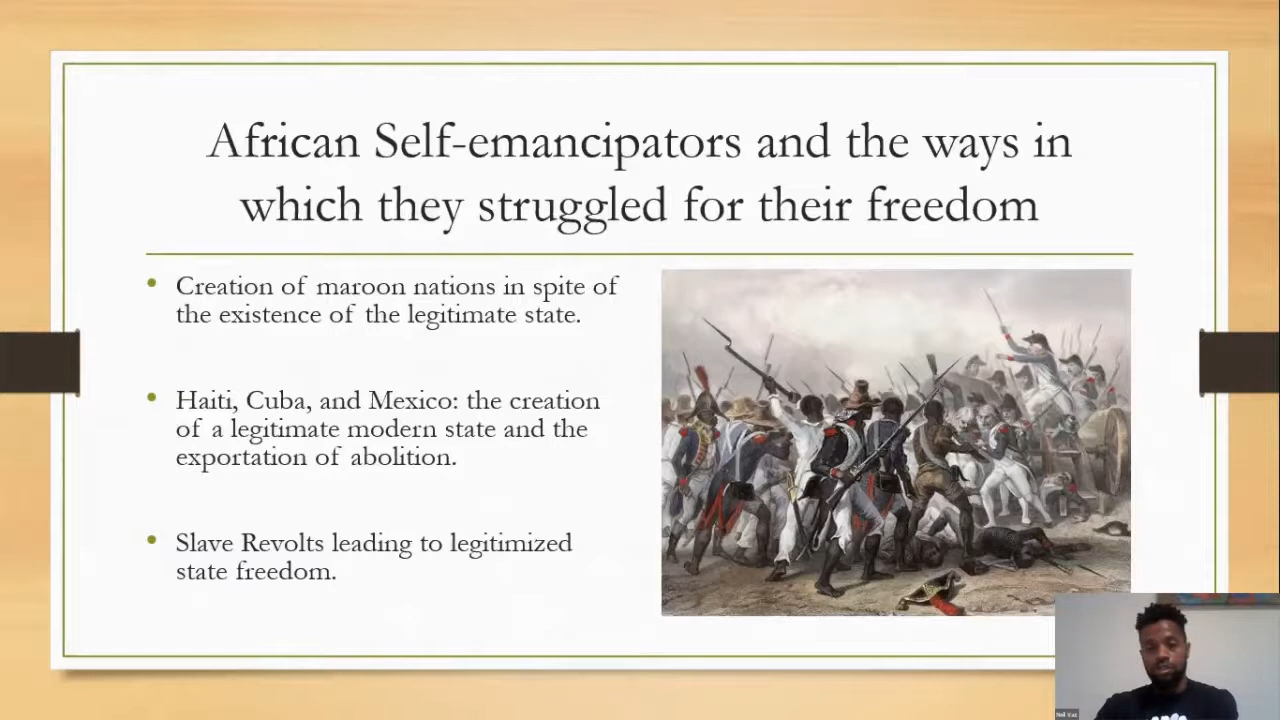 African Self-emancipators and the ways in
which they struggled for their freedom
Creation of maroon nations in spite of
the existence of the legitimate state.
Haiti, Cuba, and Mexico: the creation
of a legitimate modern state and the
exportation of abolition.
Slave Revolts leading to legitimized
state freedom.